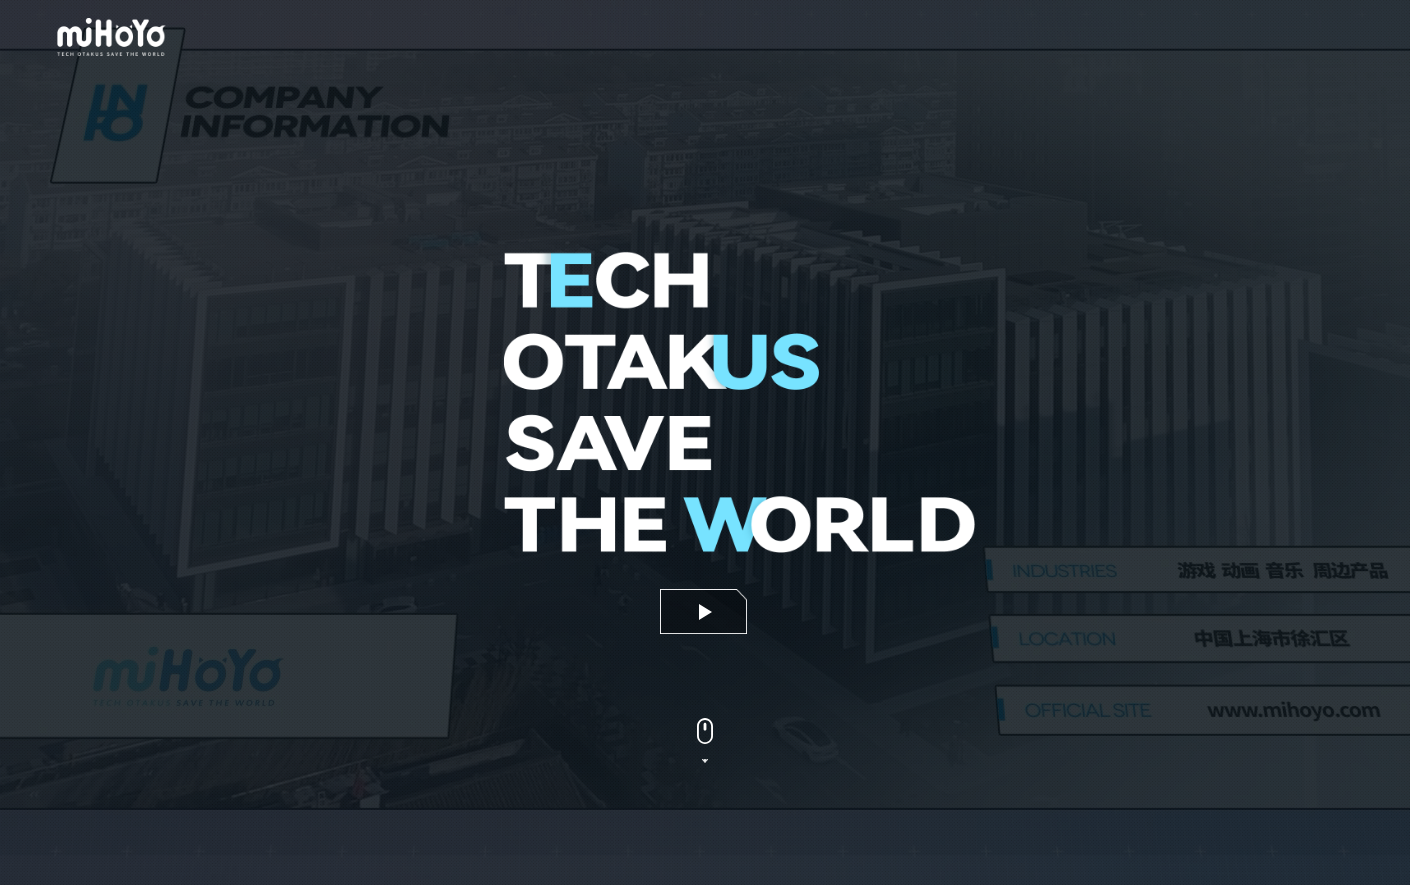 miHoYo
TECH OTAKUS SAVE THE WORLD
INFO
COMPANY
INFORMATION
TECH
OTAKUS
SAVE
THE WORLD
INDUSTRIES 游戏 动画 音乐 周边产品
LOCATION 中国上海市徐汇区
OFFICIAL SITE www.mihoyo.com
miHoYo
TECH OTAKUS SAVE THE WORLD